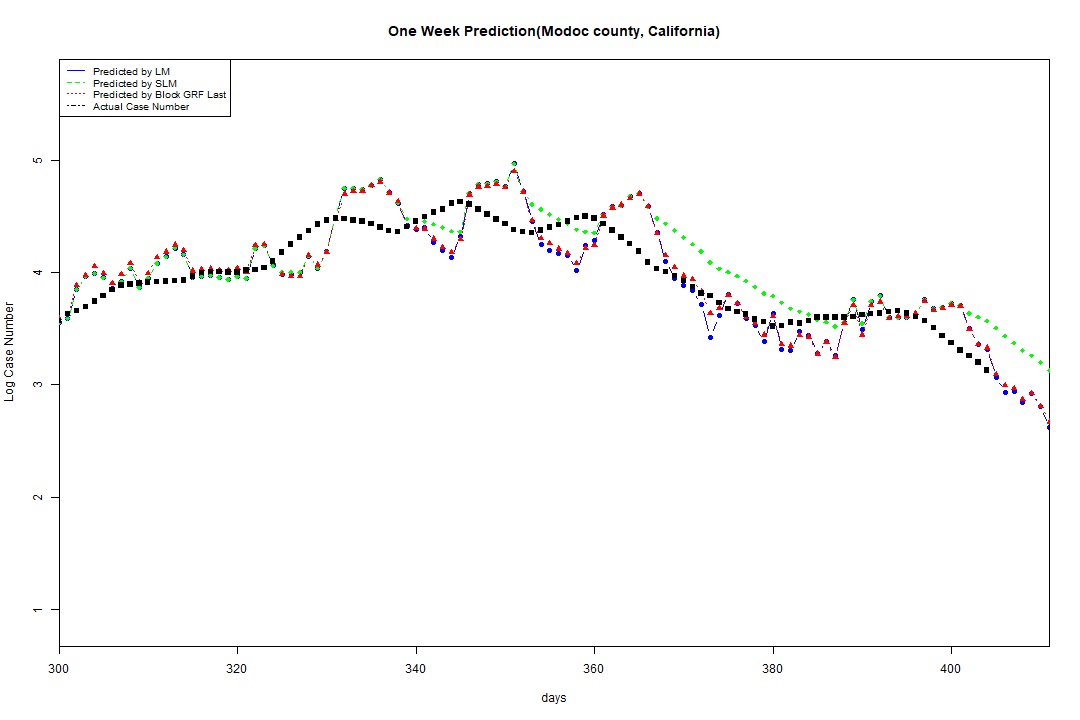 One Week Prediction(Modoc county, California)
Predicted by LM
Predicted by SLM
Predicted by Block GRF Last
Actual Case Number
5
4
3
2
1
Log Case Number
300 320 340 360 380 400
days